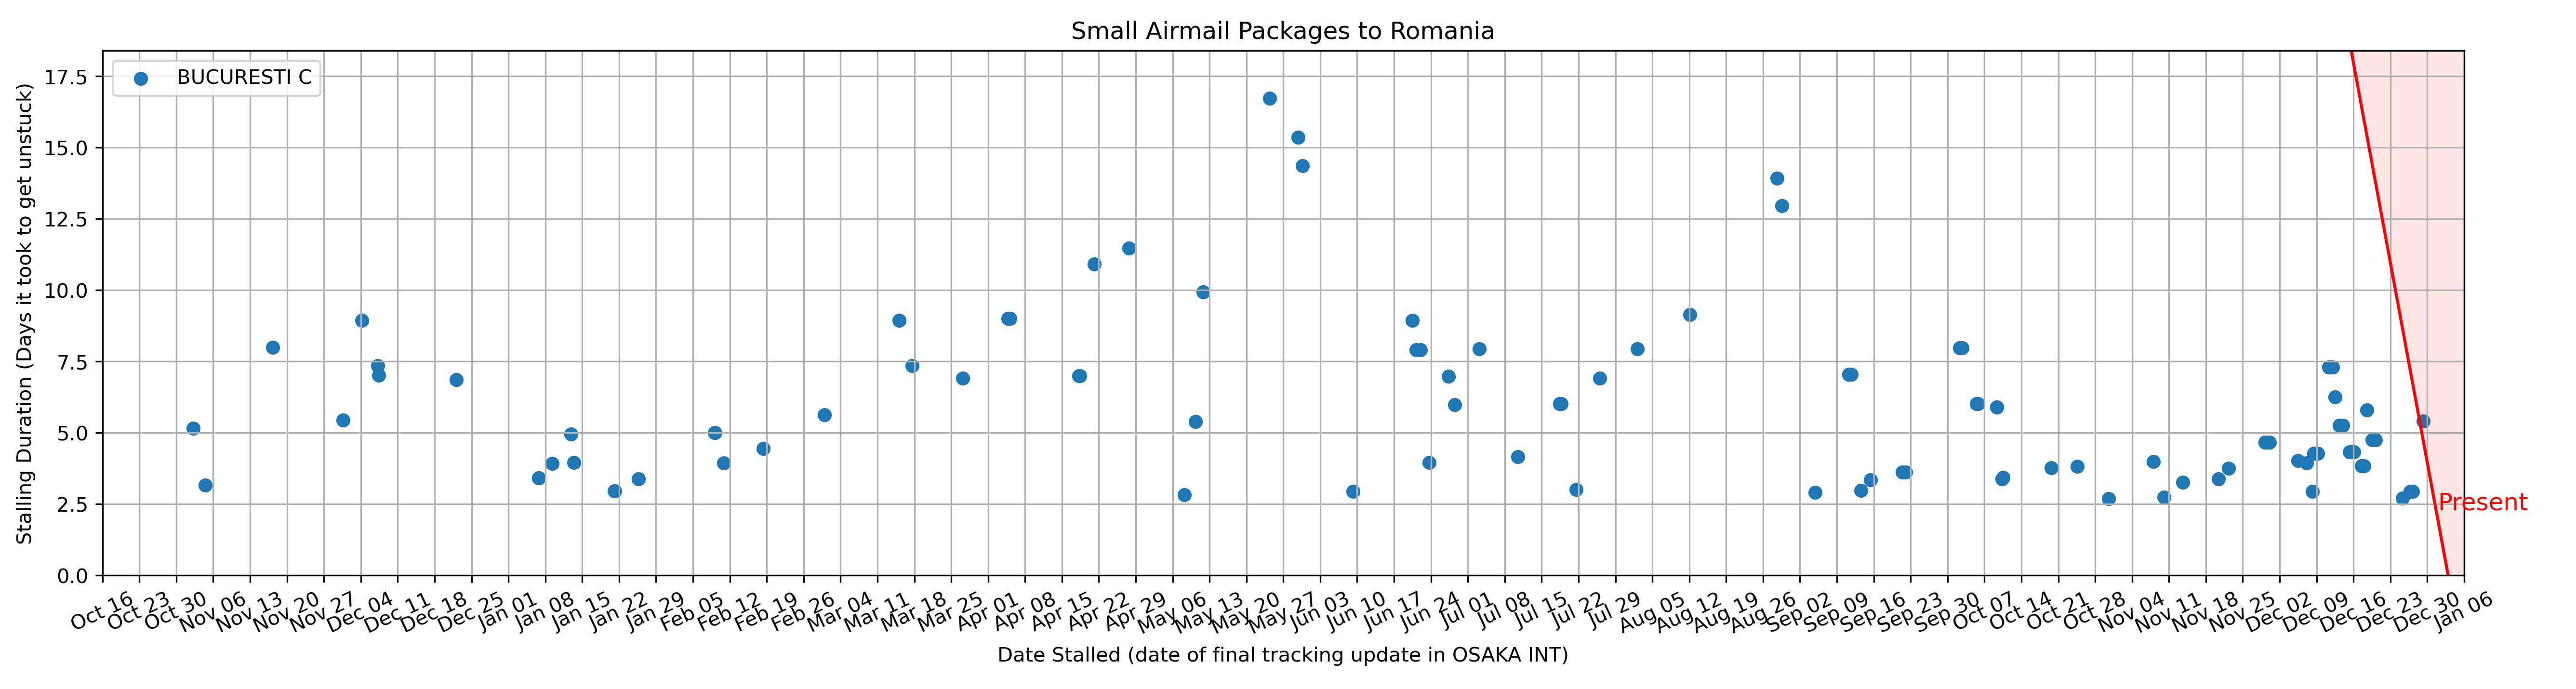 Small Airmail Packages to Romania
BUCURESTI C
17.5
15.0
12.5
10.0
7.5
5.0
2.5
0.0
Stalling Duration (Days it took to get unstuck)
Present
Oct 16
Oct 23
Oct 30
Nov 06
Nov 13
Nov 20
Nov 27
Dec 04
Dec 11
Dec 18
Dec 25
Jan 01
Jan 08
Jan 15
Jan 22
Jan 29
Feb 05
Feb 12
Feb 19
Feb 26
Mar 04
Mar 11
Mar 18
Mar 25
Apr 01
Apr 08
Apr 15
Apr 22
Apr 29
May 06
May 13
May 20
May 27
Jun 03
Jun 10
Jun 17
Jun 24
Jul 01
Jul 08
Jul 15
Jul 22
Jul 29
Aug 05
Aug 12
Aug 19
Aug 26
Sep 02
Sep 09
Sep 16
Sep 23
Sep 30
Oct 07
Oct 14
Oct 21
Oct 28
Nov 04
Nov 11
Nov 18
Nov 25
Dec 02
Dec 09
Dec 16
Dec 23
Dec 30
Jan 06
Date Stalled (date of final tracking update in OSAKA INT)